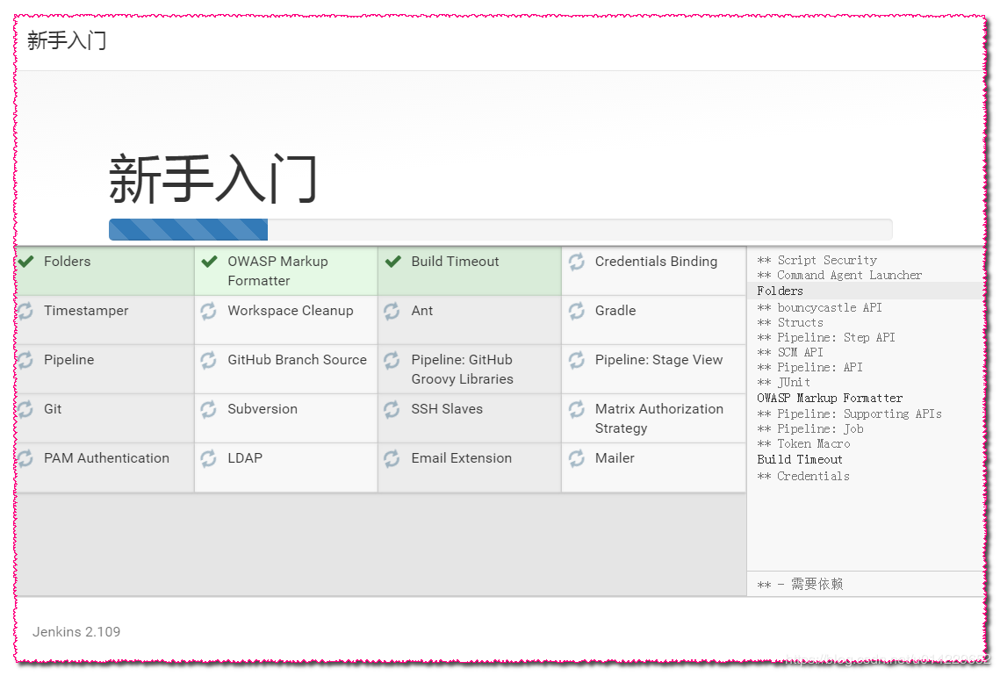 新手入门
新手入门
Folders
OWASP Markup
Formatter
Build Timeout
Credentials Binding
Timestamper
Workspace Cleanup
Ant
Gradle
Pipeline
GitHub Branch Source
Pipeline: GitHub
Groovy Libraries
Pipeline: Stage View
Git
Subversion
SSH Slaves
Matrix Authorization
Strategy
PAM Authentication
LDAP
Email Extension
Mailer
** Script Security
** Command Agent Launcher
Folders
** bouncycastle API
** Structs
** Pipeline: Step API
** SCM API
** Pipeline: API
** JUnit
OWASP Markup Formatter
** Pipeline: Supporting APIs
** Pipeline: Job
** Token Macro
Build Timeout
** Credentials
** - 需要依赖
Jenkins 2.109